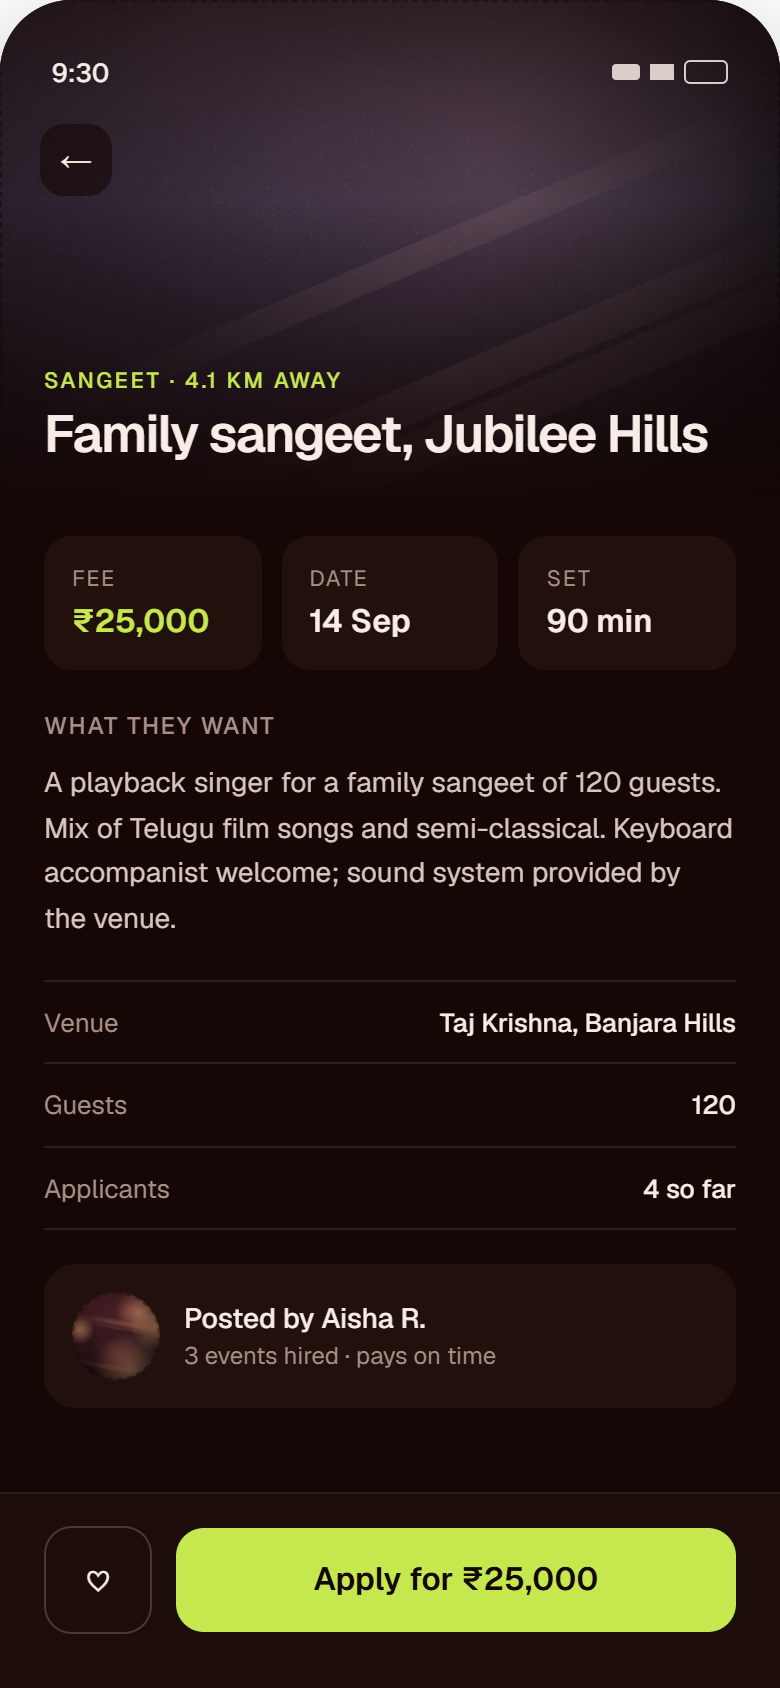 9:30
←
SANGEET · 4.1 KM AWAY
Family sangeet, Jubilee Hills
FEE
₹25,000
DATE
14 Sep
SET
90 min
WHAT THEY WANT
A playback singer for a family sangeet of 120 guests.
Mix of Telugu film songs and semi-classical. Keyboard
accompanist welcome; sound system provided by
the venue.
Venue
Taj Krishna, Banjara Hills
Guests
120
Applicants
4 so far
Posted by Aisha R.
3 events hired · pays on time
Apply for ₹25,000